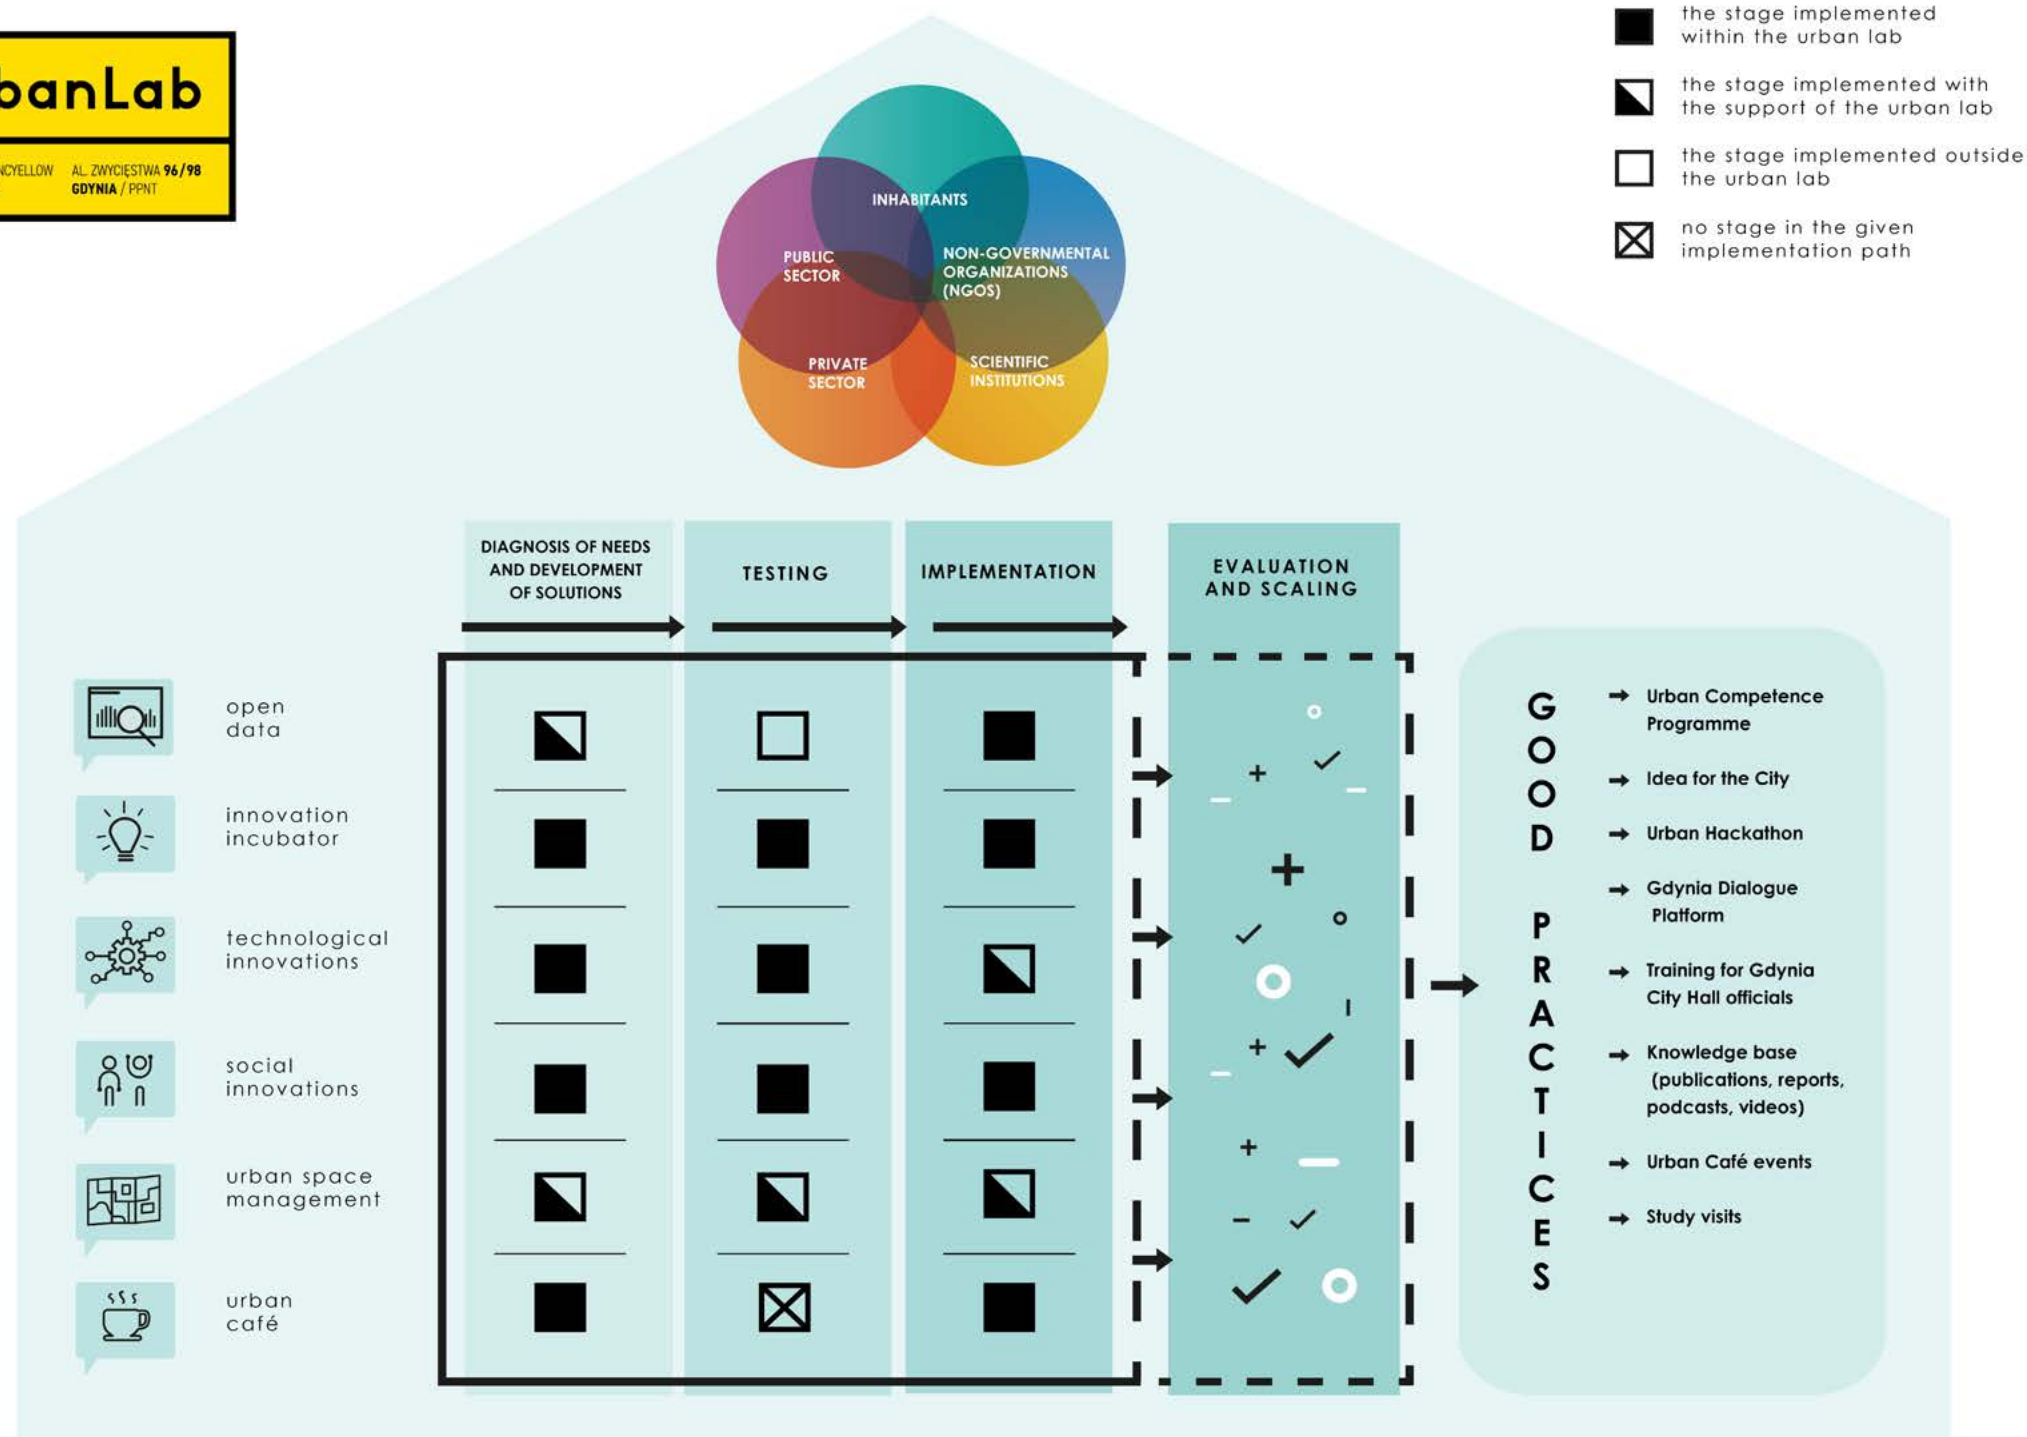 banLab
AL. ZWYCIĘSTWA 96/98
GDYNIA / PPNT
the stage implemented
within the urban lab
the stage implemented with
the support of the urban lab
the stage implemented outside
the urban lab
no stage in the given
implementation path
INHABITANTS
PUBLIC
SECTOR
NON-GOVERNMENTAL
ORGANIZATIONS
(NGOS)
PRIVATE
SECTOR
SCIENTIFIC
INSTITUTIONS
DIAGNOSIS OF NEEDS
AND DEVELOPMENT
OF SOLUTIONS
TESTING
IMPLEMENTATION
EVALUATION
AND SCALING
open
data
innovation
incubator
technological
innovations
social
innovations
urban space
management
urban
café
GOOD PRACTICES
Urban Competence
Programme
Idea for the City
Urban Hackathon
Gdynia Dialogue
Platform
Training for Gdynia
City Hall officials
Knowledge base
(publications, reports,
podcasts, videos)
Urban Café events
Study visits